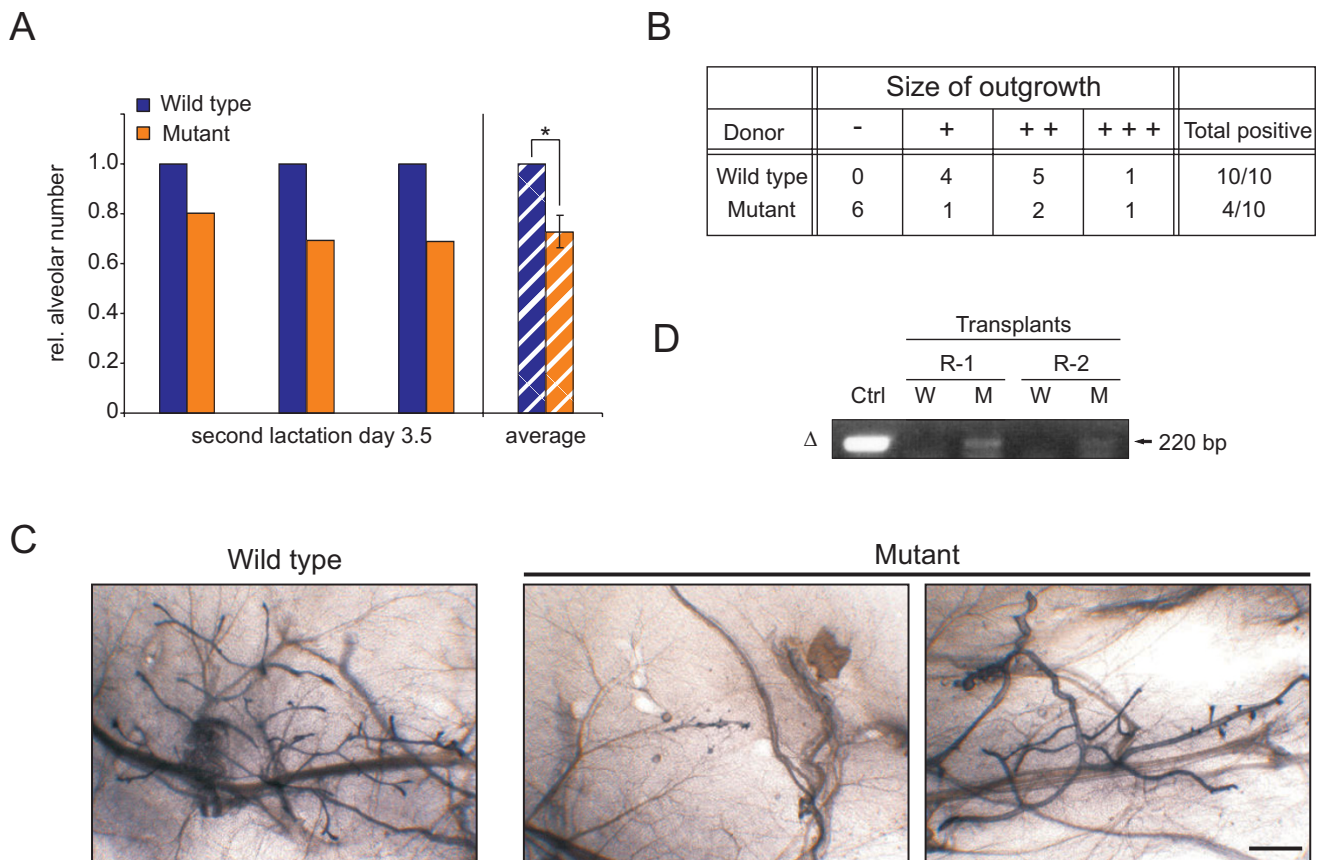 A
Wild type
Mutant
rel. alveolar number
1.0
0.8
0.6
0.4
0.2
0
*
second lactation day 3.5
average
B
Size of outgrowth
Donor - + + + + + + Total positive
Wild type 0 4 5 1 10/10
Mutant 6 1 2 1 4/10
D
Transplants
R-1 R-2
Ctrl W M W M
Δ 220 bp
C
Wild type
Mutant